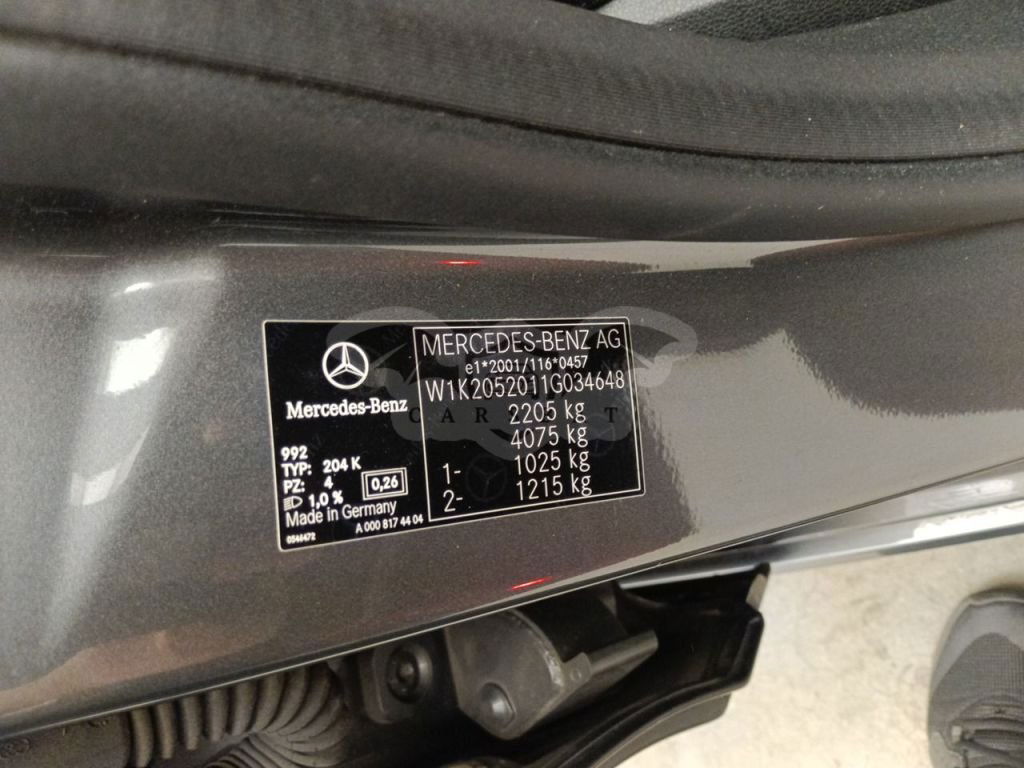 Mercedes-Benz
992
TYP: 204 K
PZ: 4
0,26
1,0 %
Made in Germany
A 000 817 44 04
0546472
MERCEDES-BENZ AG
e1*2001/116*0457
W1K2052011G034648
2205 kg
4075 kg
1- 1025 kg
2- 1215 kg